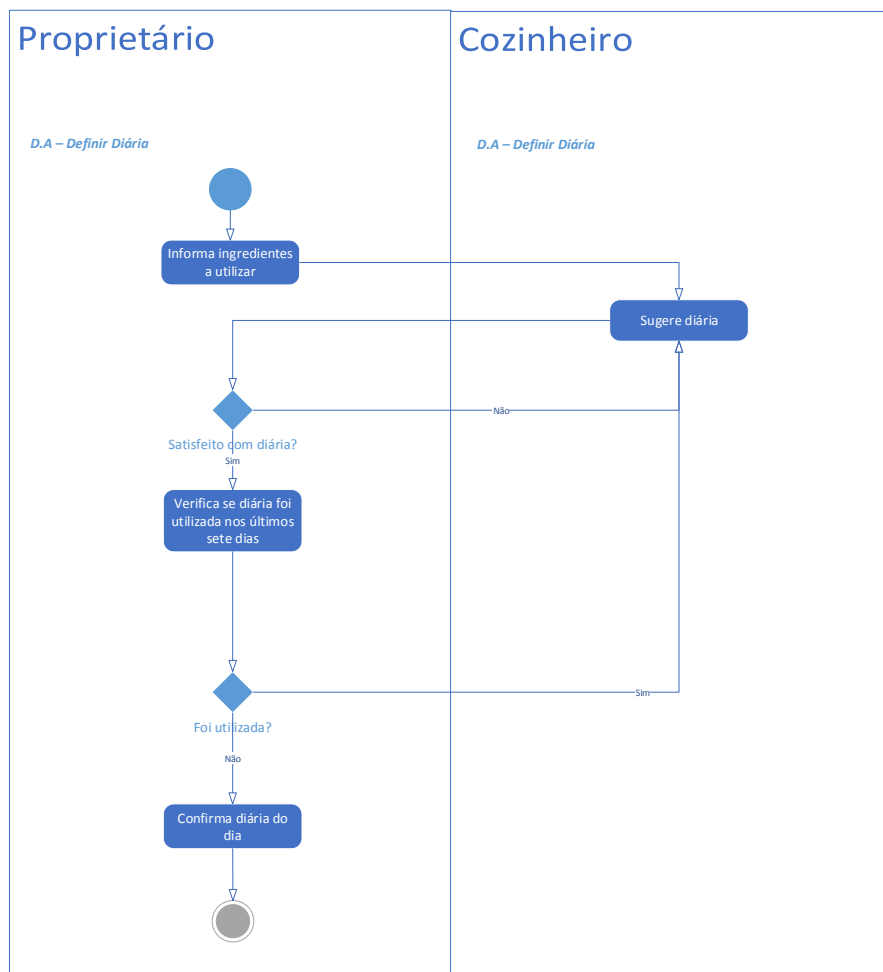 Proprietário
Cozinheiro
D.A – Definir Diária
D.A – Definir Diária
Informa ingredientes
a utilizar
Sugere diária
Não
Satisfeito com diária?
Sim
Verifica se diária foi
utilizada nos últimos
sete dias
Sim
Foi utilizada?
Não
Confirma diária do
dia